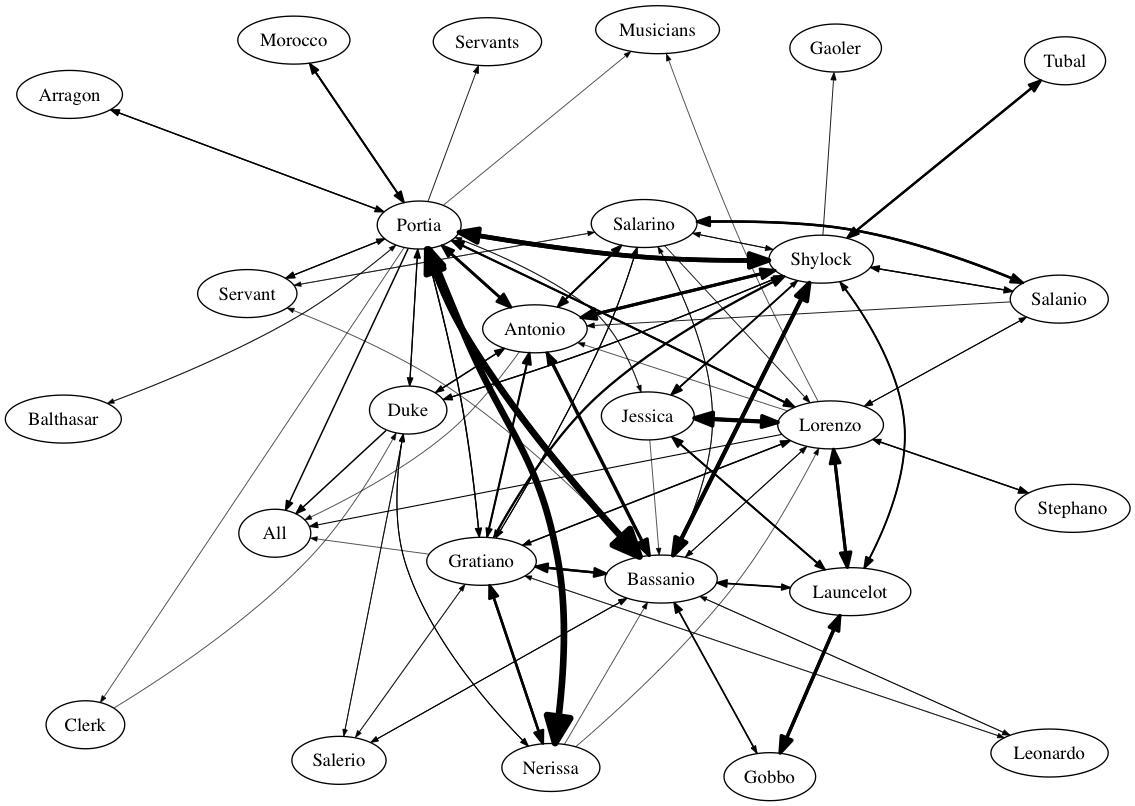 Morocco
Servants
Musicians
Gaoler
Tubal
Arragon
Portia
Salarino
Shylock
Servant
Salanio
Antonio
Balthasar
Duke
Jessica
Lorenzo
Stephano
All
Gratiano
Bassanio
Launcelot
Clerk
Salerio
Nerissa
Gobbo
Leonardo